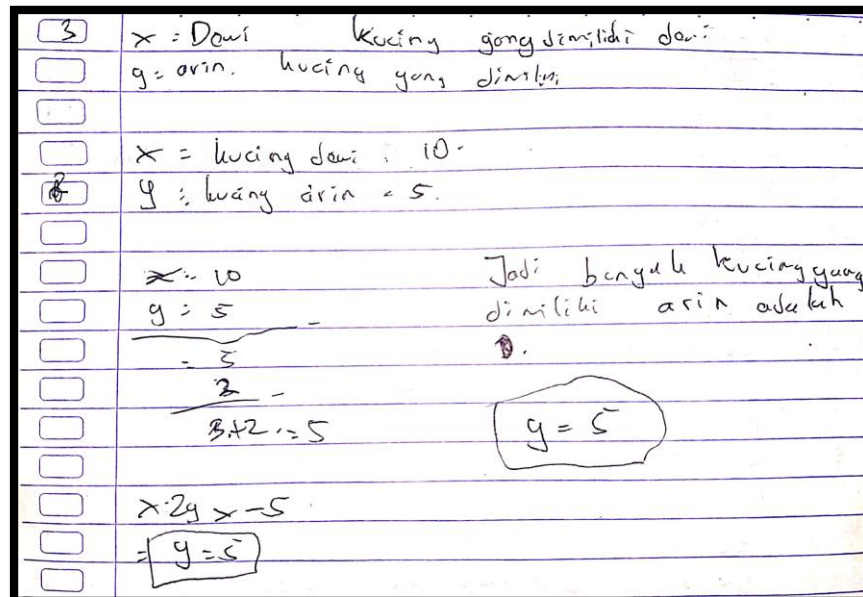 3 x = Dewi kucing yang dimiliki dewi
y = arin. kucing yang dimiliki
x = kucing dewi : 10.
y : kucing arin = 5.
x = 10
y = 5 -
= 5
2 -
3+2 = 5
Jadi banyak kucing yang
dimiliki arin adalah
y = 5
x 2y x - 5
= y = 5